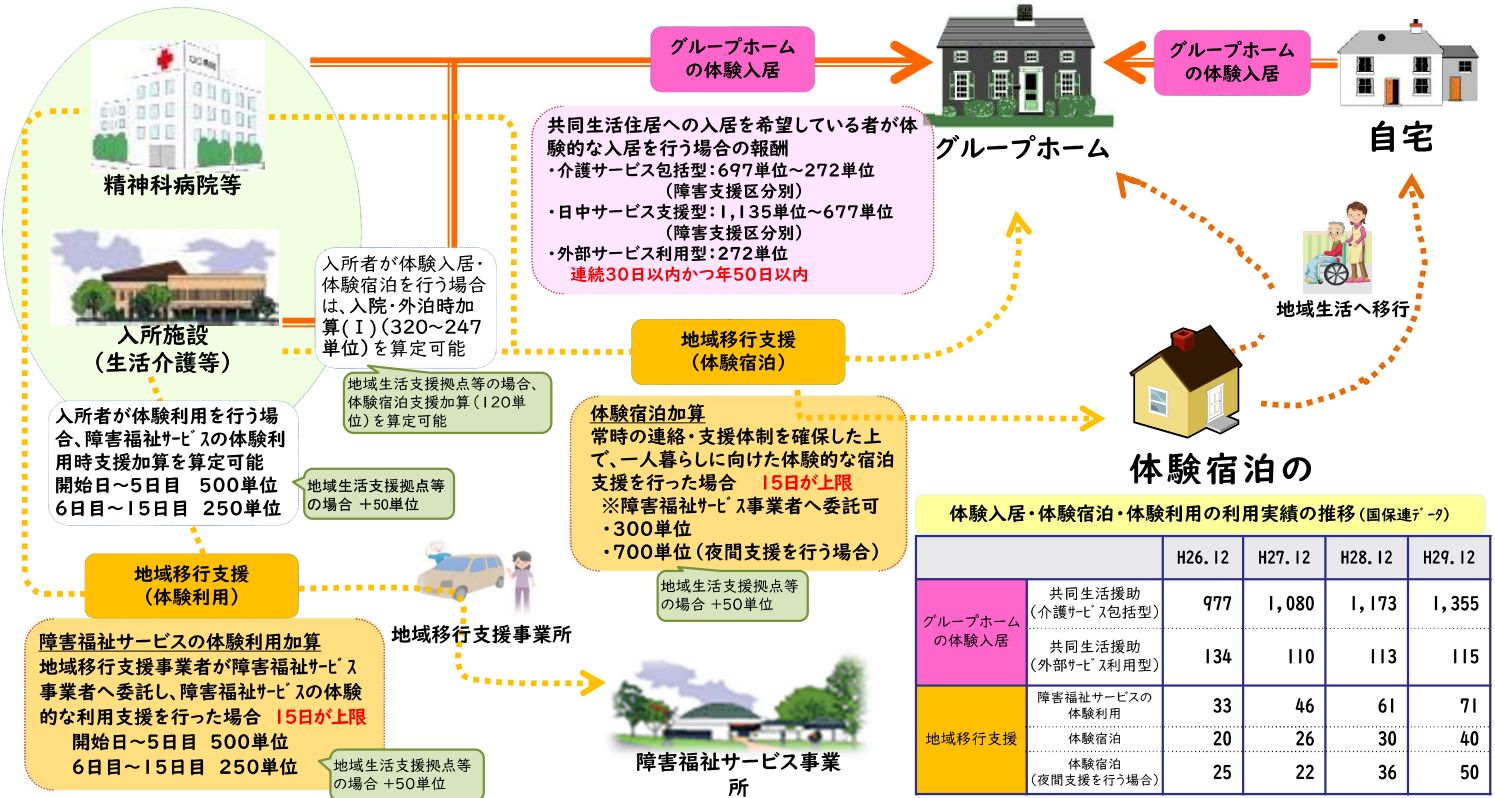 グループホーム
の体験入居
グループホーム
の体験入居
精神科病院等
グループホーム
自宅
共同生活住居への入居を希望している者が体
験的な入居を行う場合の報酬
・介護サービス包括型:697単位～272単位
(障害支援区分別)
・日中サービス支援型:1,135単位～677単位
(障害支援区分別)
・外部サービス利用型:272単位
連続30日以内かつ年50日以内
入所施設
(生活介護等)
入所者が体験入居・
体験宿泊を行う場合
は、入院・外泊時加
算(Ⅰ)(320～247
単位)を算定可能
地域生活支援拠点等の場合、
体験宿泊支援加算(120単
位)を算定可能
地域移行支援
(体験宿泊)
地域生活へ移行
入所者が体験利用を行う場
合、障害福祉サービスの体験利
用時支援加算を算定可能
開始日～5日目 500単位
6日目～15日目 250単位
地域生活支援拠点等
の場合 +50単位
体験宿泊加算
常時の連絡・支援体制を確保した上
で、一人暮らしに向けた体験的な宿泊
支援を行った場合 15日が上限
※障害福祉サービス事業者へ委託可
・300単位
・700単位(夜間支援を行う場合)
地域生活支援拠点等
の場合 +50単位
体験宿泊の
地域移行支援
(体験利用)
地域移行支援事業所
障害福祉サービスの体験利用加算
地域移行支援事業者が障害福祉サービス
事業者へ委託し、障害福祉サービスの体験
的な利用支援を行った場合 15日が上限
開始日～5日目 500単位
6日目～15日目 250単位
地域生活支援拠点等
の場合 +50単位
障害福祉サービス事業
所
体験入居・体験宿泊・体験利用の利用実績の推移(国保連データ)
H26.12 H27.12 H28.12 H29.12
グループホーム
の体験入居
共同生活援助
(介護サービス包括型)
977 1,080 1,173 1,355
共同生活援助
(外部サービス利用型)
134 110 113 115
地域移行支援
障害福祉サービスの
体験利用
33 46 61 71
体験宿泊
20 26 30 40
体験宿泊
(夜間支援を行う場合)
25 22 36 50